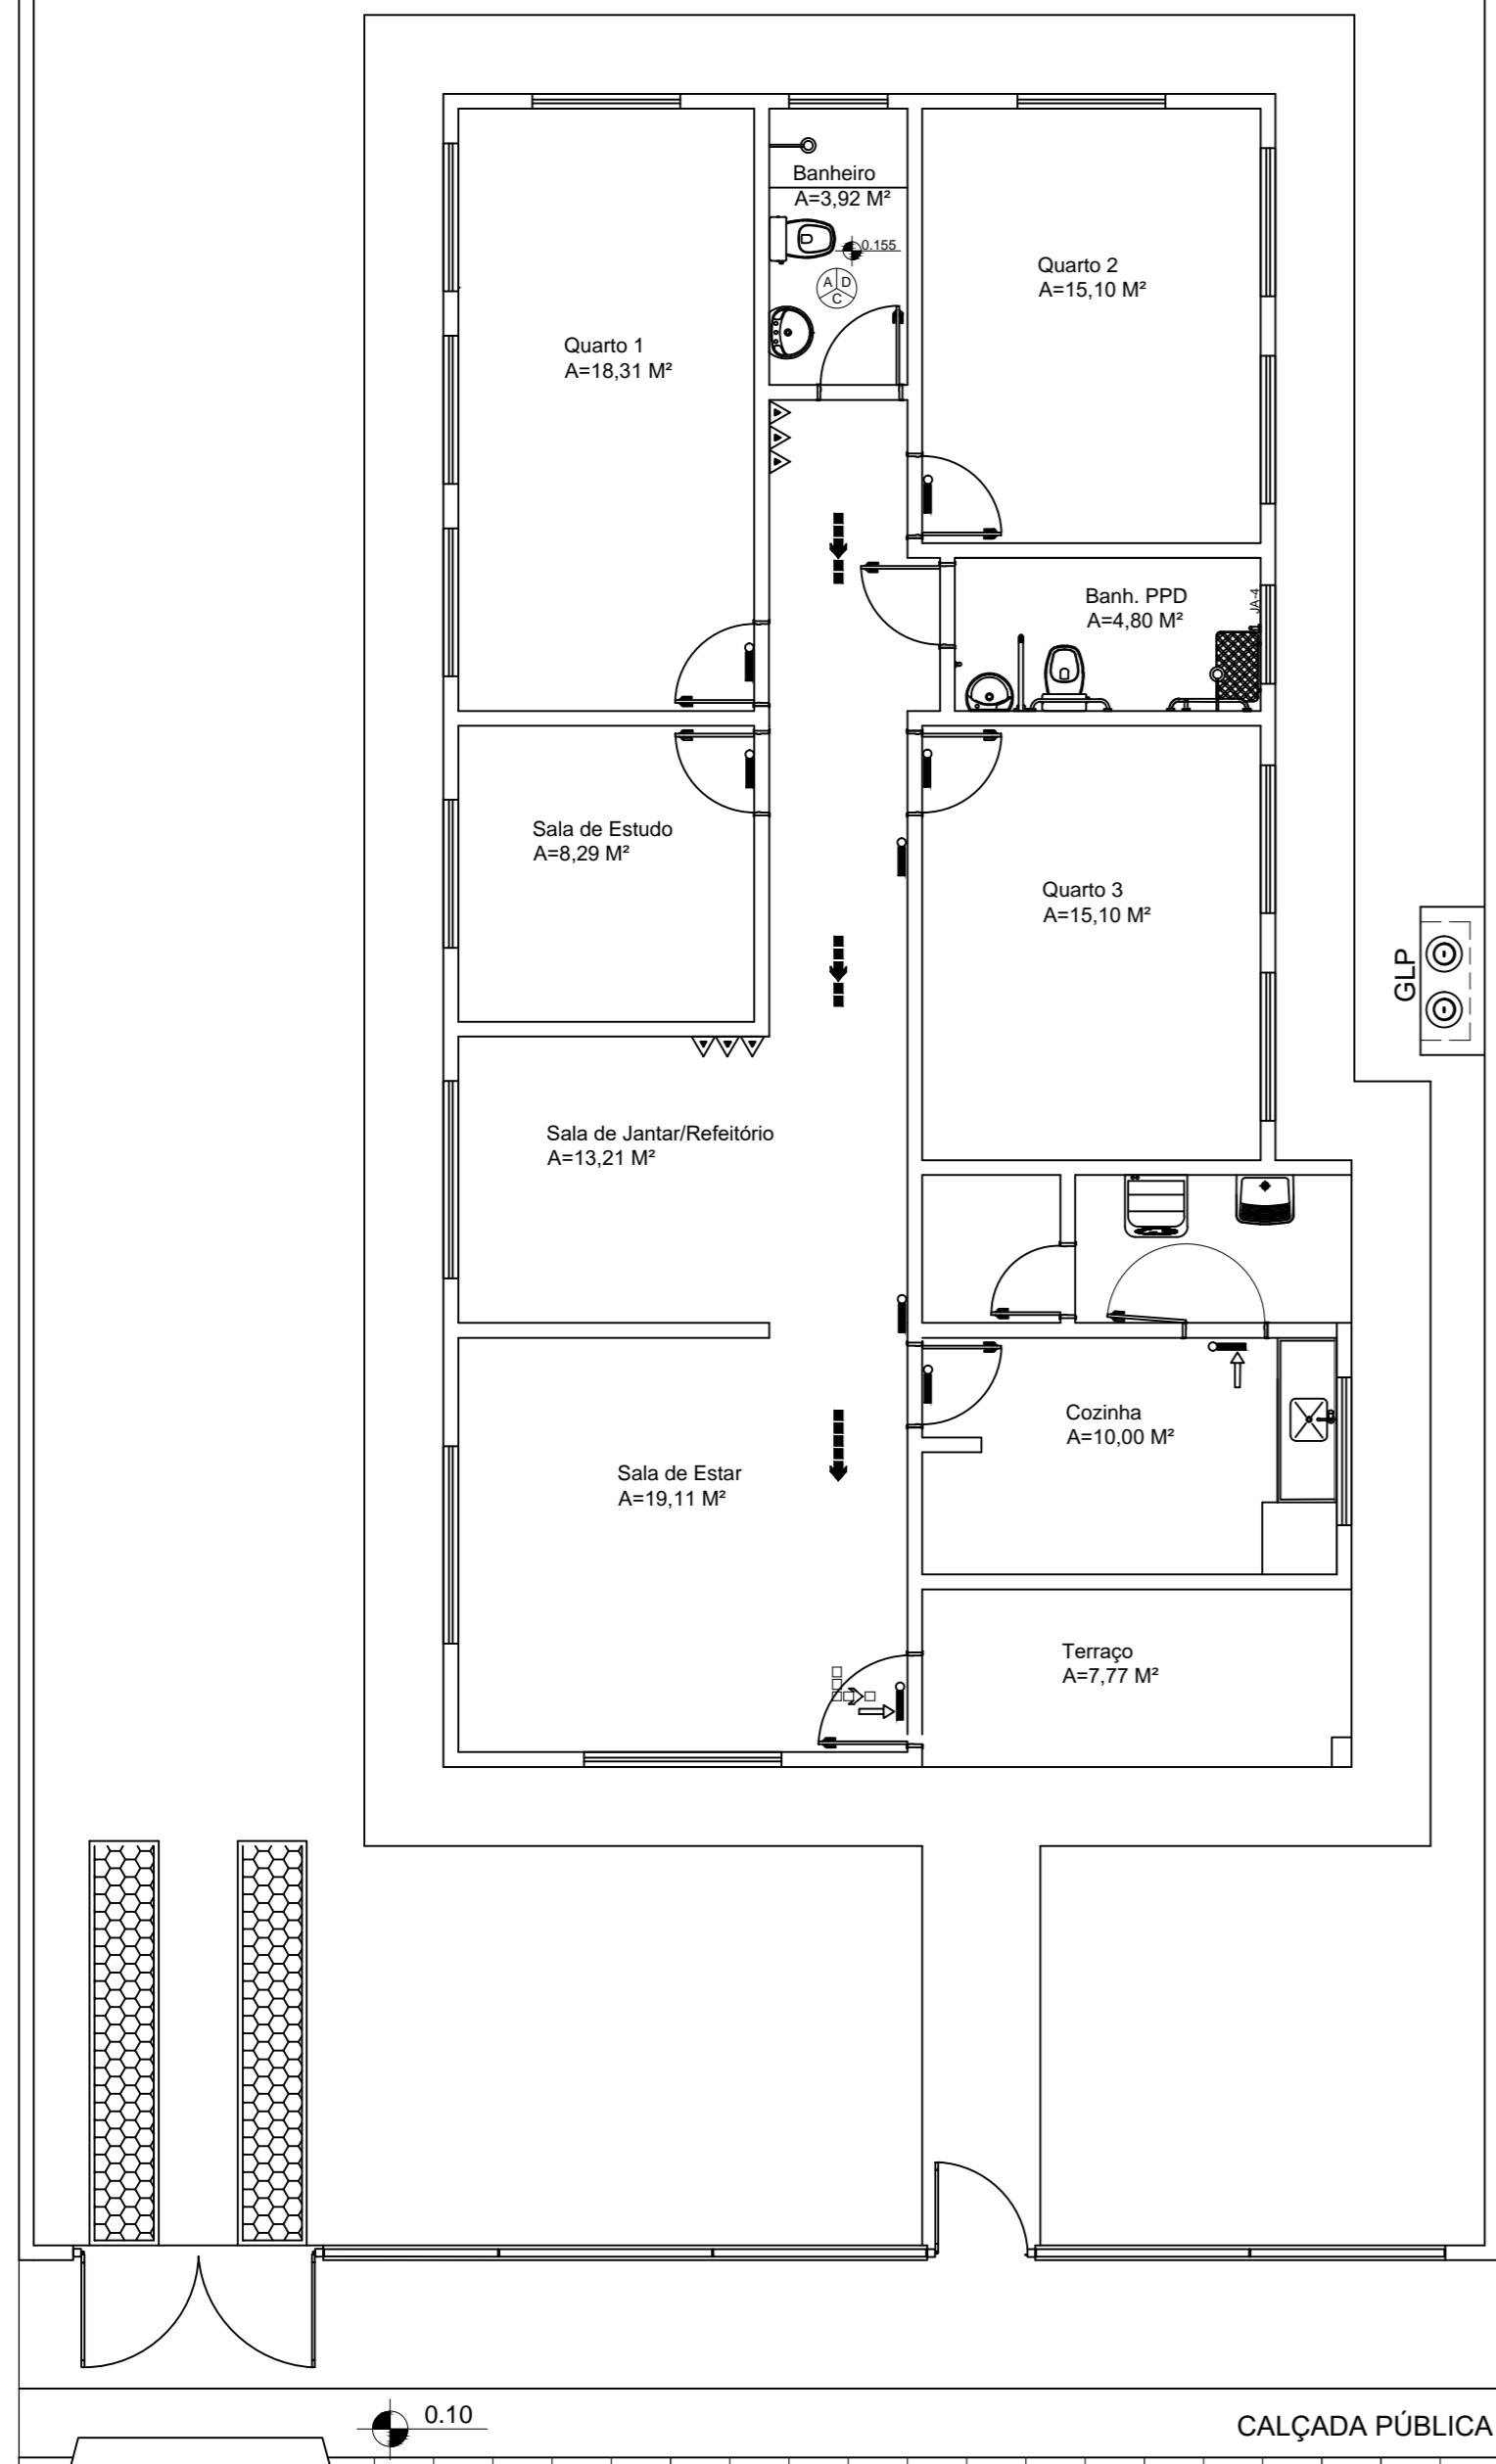 Banheiro
A=3,92 M²
0.155
A D
C
Quarto 2
A=15,10 M²
Quarto 1
A=18,31 M²
Banh. PPD
A=4,80 M²
JA-4
Sala de Estudo
A=8,29 M²
Quarto 3
A=15,10 M²
GLP
Sala de Jantar/Refeitório
A=13,21 M²
Cozinha
A=10,00 M²
Sala de Estar
A=19,11 M²
Terraço
A=7,77 M²
0.10
CALÇADA PÚBLICA